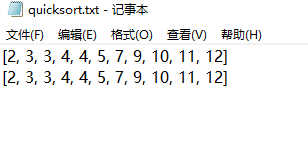 quicksort.txt - 记事本
文件(F) 编辑(E) 格式(O) 查看(V) 帮助(H)
[2, 3, 3, 4, 4, 5, 7, 9, 10, 11, 12]
[2, 3, 3, 4, 4, 5, 7, 9, 10, 11, 12]